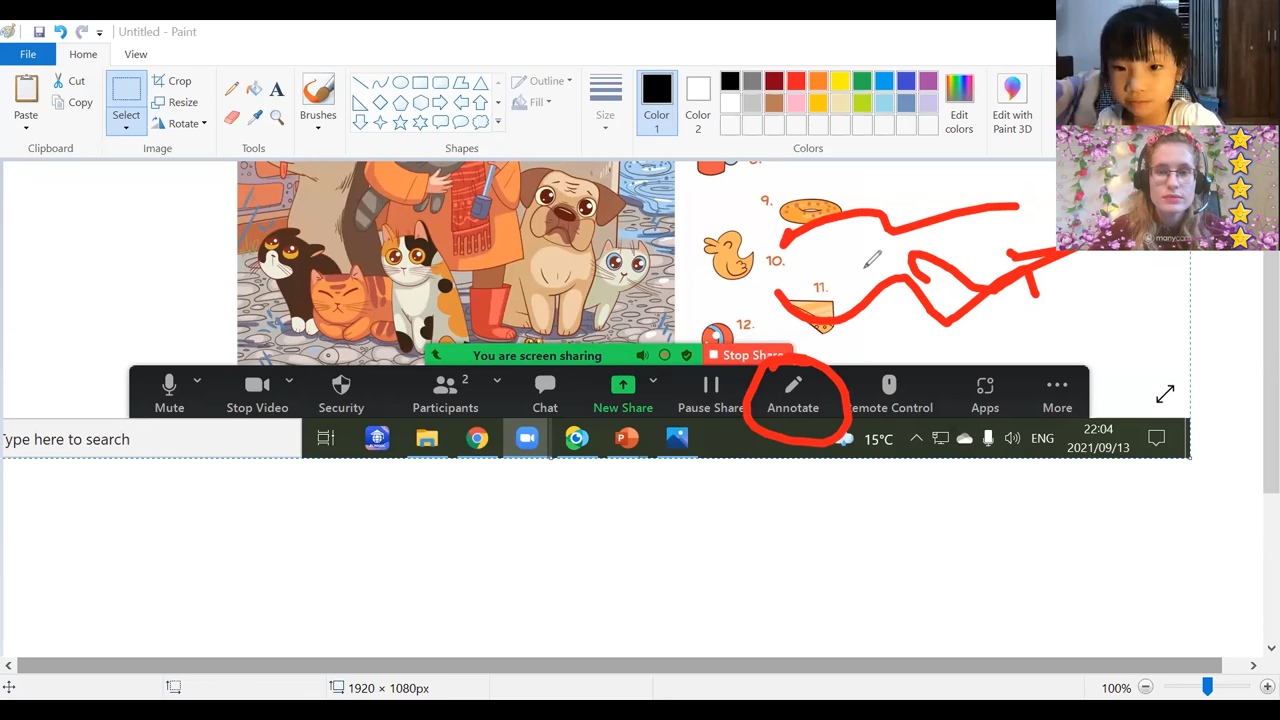 Untitled - Paint
File
Home
View
Paste
Cut
Copy
Clipboard
Select
Crop
Resize
Rotate
Image
Tools
Brushes
Shapes
Outline
Fill
Size
Color 1
Color 2
Colors
Edit colors
Edit with Paint 3D
9.
10.
11.
12.
manycam
You are screen sharing
Stop Share
Mute
Stop Video
Security
Participants
2
Chat
New Share
Pause Share
Annotate
emote Control
Apps
More
Type here to search
15°C
ENG
22:04
2021/09/13
1920 × 1080px
100%